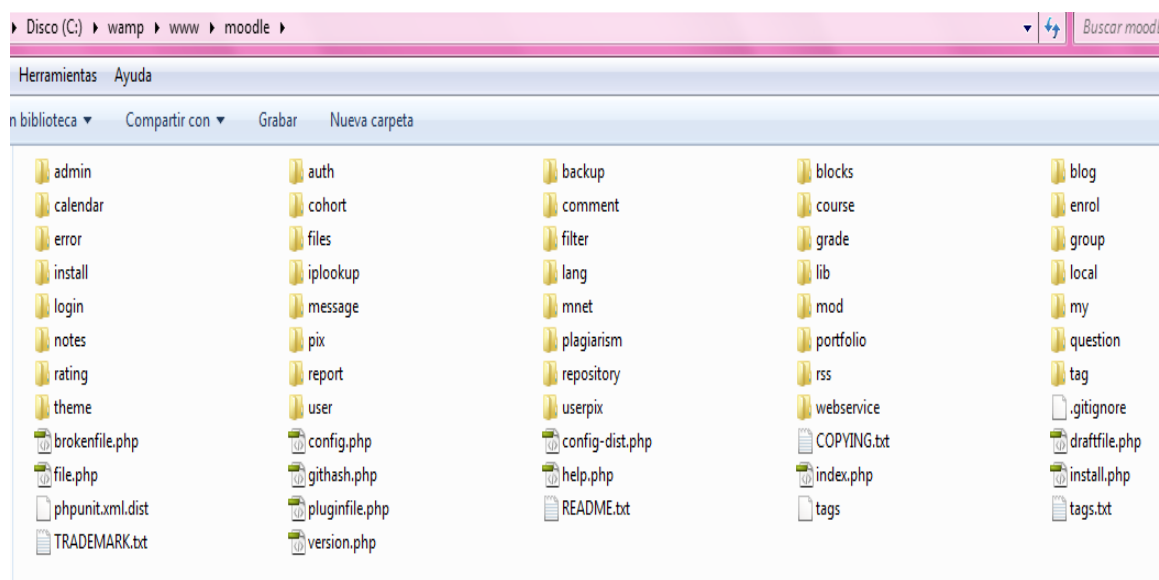 Disco (C:) wamp www moodle Buscar moodl
Herramientas Ayuda
n biblioteca Compartir con Grabar Nueva carpeta
admin auth backup blocks blog
calendar cohort comment course enrol
error files filter grade group
install iplookup lang lib local
login message mnet mod my
notes pix plagiarism portfolio question
rating report repository rss tag
theme user userpix webservice .gitignore
brokenfile.php config.php config-dist.php COPYING.txt draftfile.php
file.php githash.php help.php index.php install.php
phpunit.xml.dist pluginfile.php README.txt tags tags.txt
TRADEMARK.txt version.php